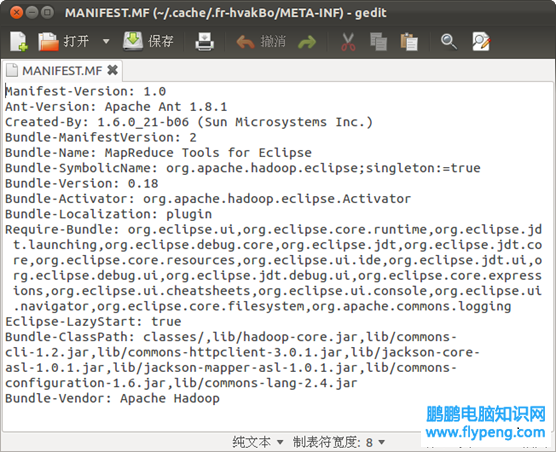 MANIFEST.MF (~/.cache/.fr-hvakBo/META-INF) - gedit
打开 保存 撤消
MANIFEST.MF
Manifest-Version: 1.0
Ant-Version: Apache Ant 1.8.1
Created-By: 1.6.0_21-b06 (Sun Microsystems Inc.)
Bundle-ManifestVersion: 2
Bundle-Name: MapReduce Tools for Eclipse
Bundle-SymbolicName: org.apache.hadoop.eclipse;singleton:=true
Bundle-Version: 0.18
Bundle-Activator: org.apache.hadoop.eclipse.Activator
Bundle-Localization: plugin
Require-Bundle: org.eclipse.ui,org.eclipse.core.runtime,org.eclipse.jd
t.launching,org.eclipse.debug.core,org.eclipse.jdt,org.eclipse.jdt.co
re,org.eclipse.core.resources,org.eclipse.ui.ide,org.eclipse.jdt.ui,o
rg.eclipse.debug.ui,org.eclipse.jdt.debug.ui,org.eclipse.core.express
ions,org.eclipse.ui.cheatsheets,org.eclipse.ui.console,org.eclipse.ui
.navigator,org.eclipse.core.filesystem,org.apache.commons.logging
Eclipse-LazyStart: true
Bundle-ClassPath: classes/,lib/hadoop-core.jar,lib/commons-
cli-1.2.jar,lib/commons-httpclient-3.0.1.jar,lib/jackson-core-
asl-1.0.1.jar,lib/jackson-mapper-asl-1.0.1.jar,lib/commons-
configuration-1.6.jar,lib/commons-lang-2.4.jar
Bundle-Vendor: Apache Hadoop
鹏鹏电脑知识网
www.flypeng.com
纯文本 制表符宽度: 8